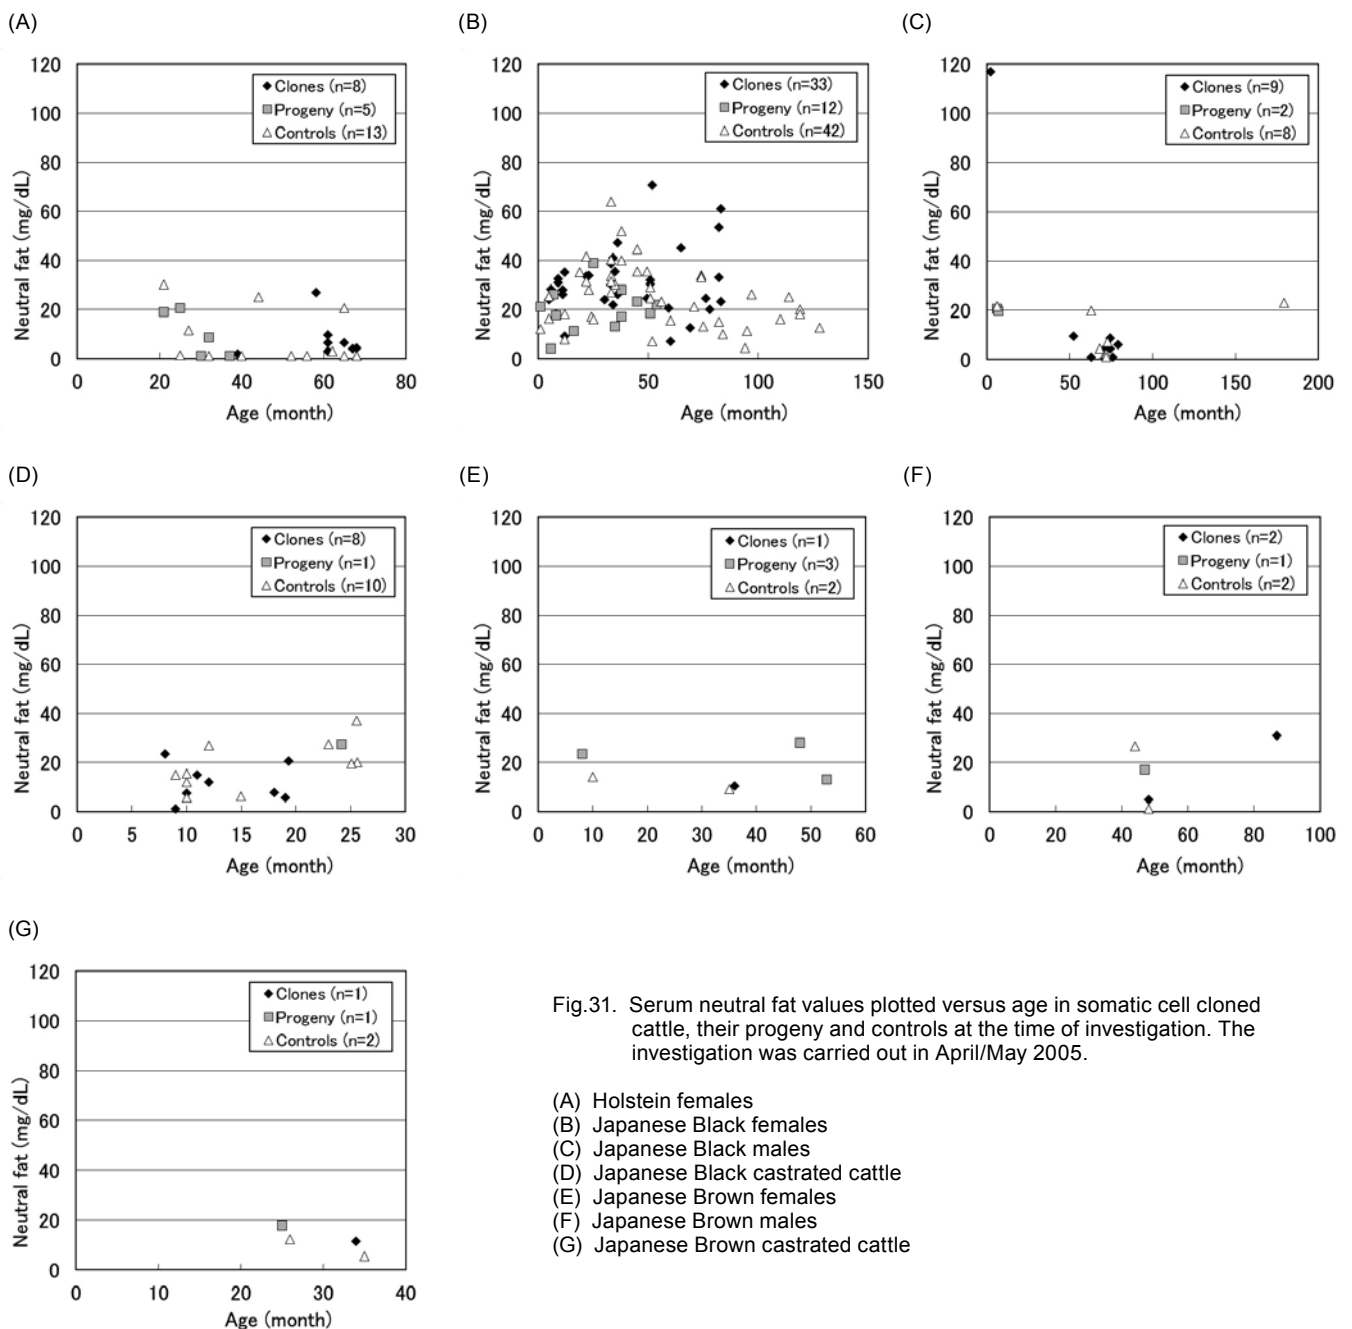 (A)
120
100
80
60
40
20
0
Neutral fat (mg/dL)
Clones (n=8)
Progeny (n=5)
Controls (n=13)
0 20 40 60 80
Age (month)
(B)
120
100
80
60
40
20
0
Neutral fat (mg/dL)
Clones (n=33)
Progeny (n=12)
Controls (n=42)
0 50 100 150
Age (month)
(C)
120
100
80
60
40
20
0
Neutral fat (mg/dL)
Clones (n=9)
Progeny (n=2)
Controls (n=8)
0 50 100 150 200
Age (month)
(D)
120
100
80
60
40
20
0
Neutral fat (mg/dL)
Clones (n=8)
Progeny (n=1)
Controls (n=10)
0 5 10 15 20 25 30
Age (month)
(E)
120
100
80
60
40
20
0
Neutral fat (mg/dL)
Clones (n=1)
Progeny (n=3)
Controls (n=2)
0 10 20 30 40 50 60
Age (month)
(F)
120
100
80
60
40
20
0
Neutral fat (mg/dL)
Clones (n=2)
Progeny (n=1)
Controls (n=2)
0 20 40 60 80 100
Age (month)
(G)
120
100
80
60
40
20
0
Neutral fat (mg/dL)
Clones (n=1)
Progeny (n=1)
Controls (n=2)
0 10 20 30 40
Age (month)
Fig.31. Serum neutral fat values plotted versus age in somatic cell cloned
cattle, their progeny and controls at the time of investigation. The
investigation was carried out in April/May 2005.
(A) Holstein females
(B) Japanese Black females
(C) Japanese Black males
(D) Japanese Black castrated cattle
(E) Japanese Brown females
(F) Japanese Brown males
(G) Japanese Brown castrated cattle